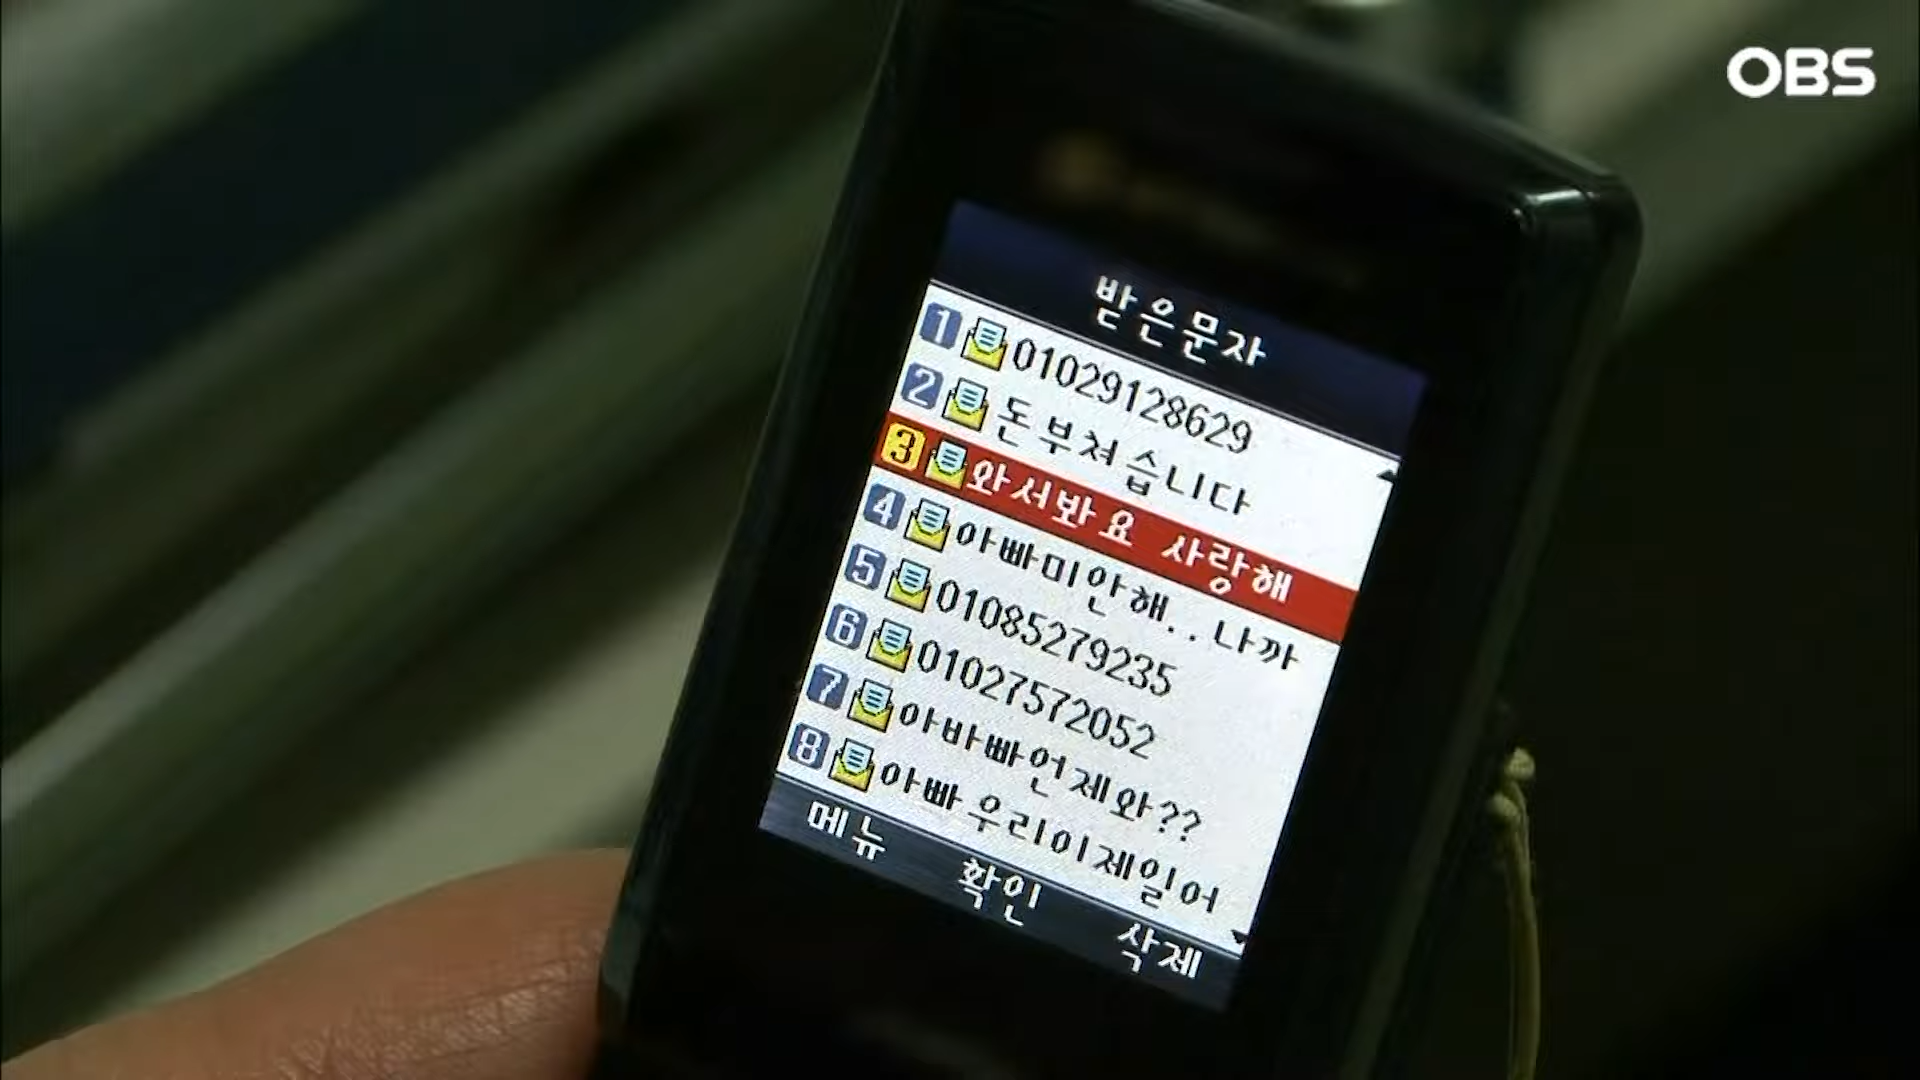 OBS
받은문자
1 01029128629
2 돈부쳐습니다
3 와서봐요 사랑해
4 아빠미안해..나까
5 01085279235
6 01027572052
7 아바빠언제와??
8 아빠우리이제일어
메뉴 확인 삭제